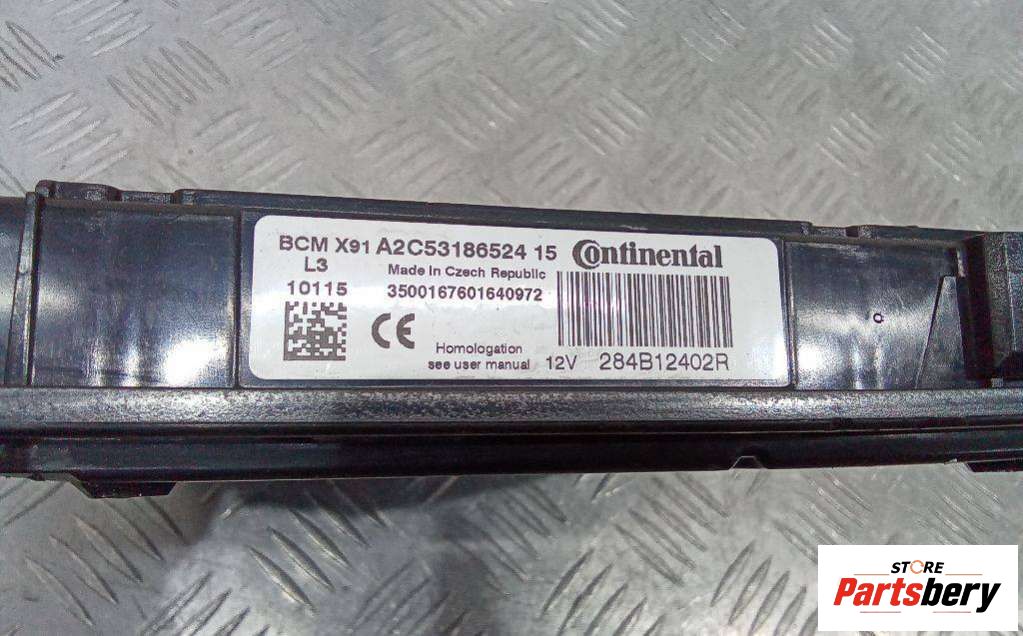 BCM X91 A2C53186524 15 Continental
L3 Made in Czech Republic
10115 3500167601640972
CE
Homologation
see user manual 12V 284B12402R
STORE
Partsbery